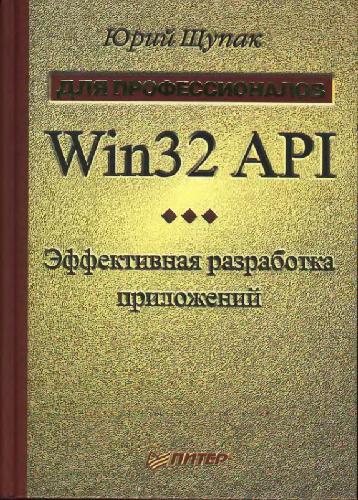 Юрий Щупак
ДЛЯ ПРОФЕССИОНАЛОВ
Win32 API
Эффективная разработка
приложений
ПИТЕР